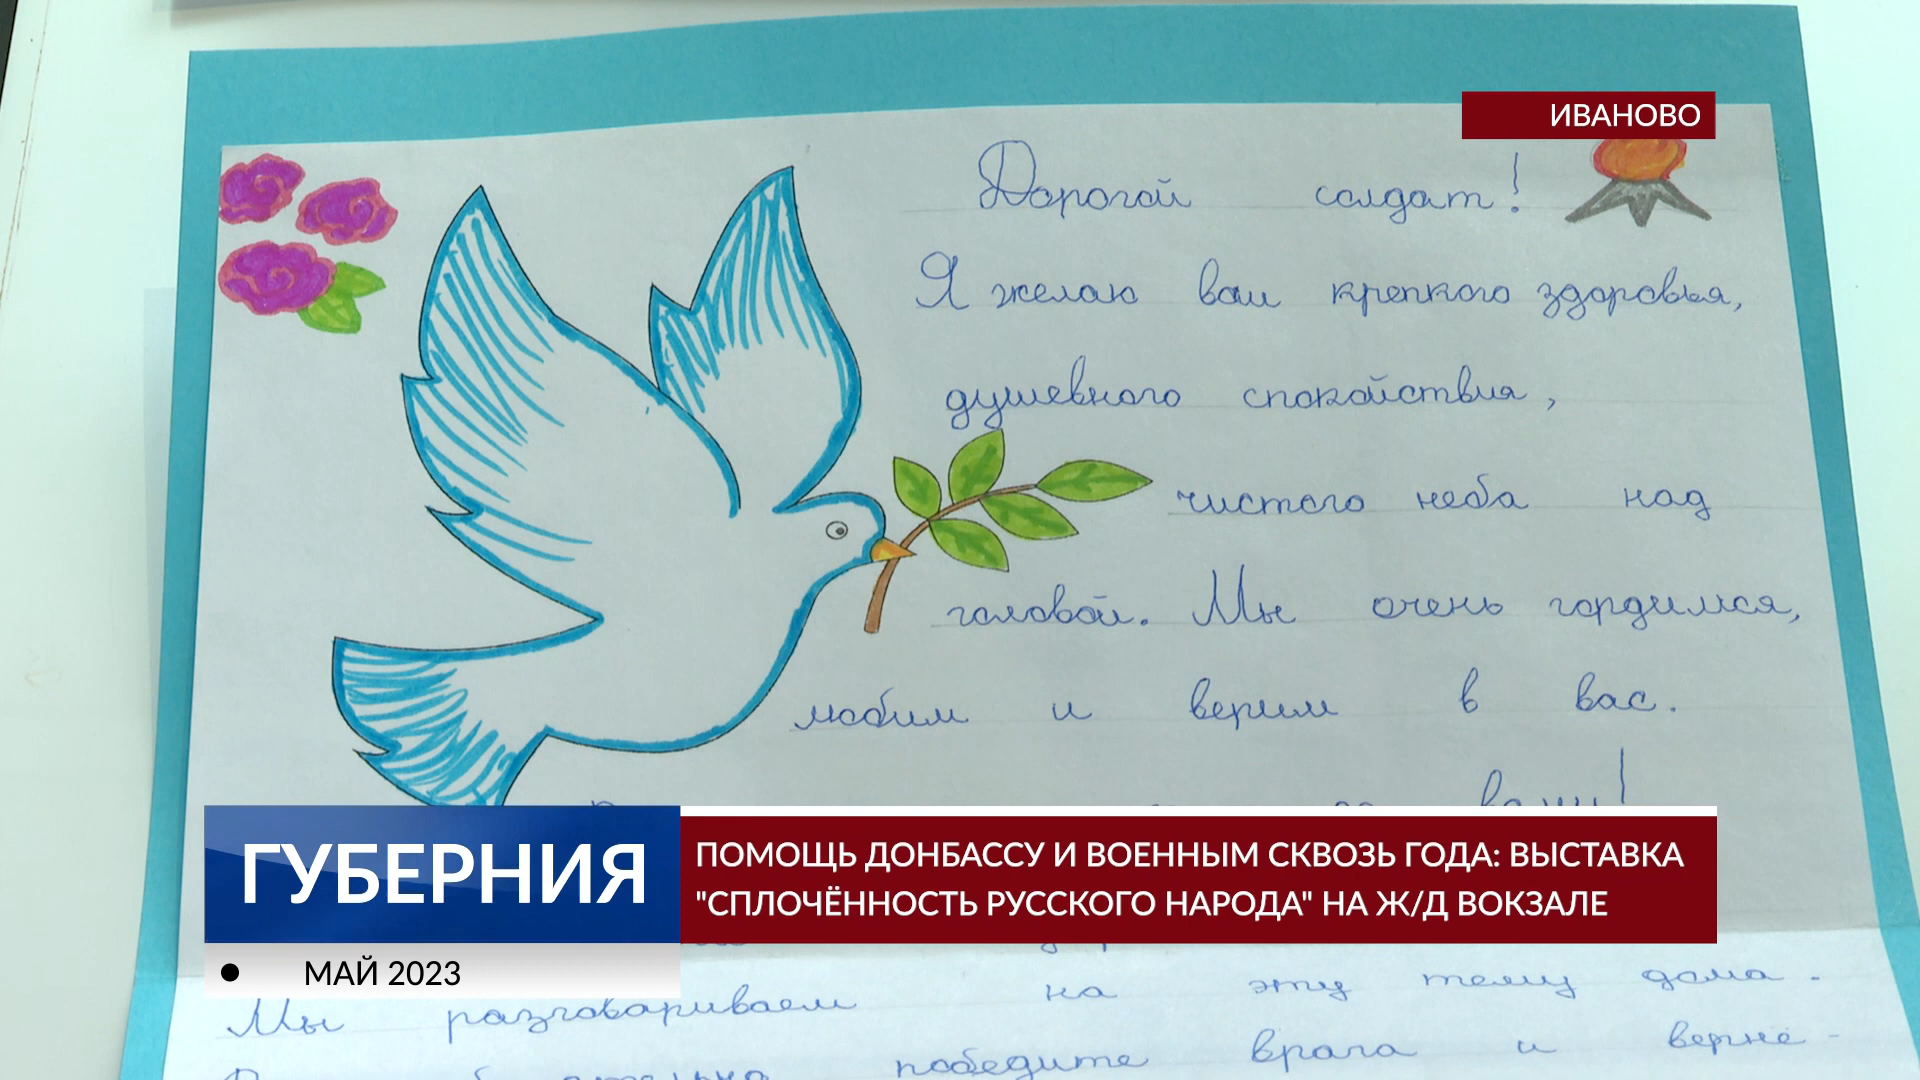 ИВАНОВО
Дорогой солдат!
Я желаю вам крепкого здоровья,
душевного спокойствия,
чистого неба над
головой. Мы очень гордимся,
любим и верим в вас.
вами!
ГУБЕРНИЯ
ПОМОЩЬ ДОНБАССУ И ВОЕННЫМ СКВОЗЬ ГОДА: ВЫСТАВКА
"СПЛОЧЁННОСТЬ РУССКОГО НАРОДА" НА Ж/Д ВОКЗАЛЕ
МАЙ 2023
Мы разговариваем на эту тему дома.
победите врага и верне-